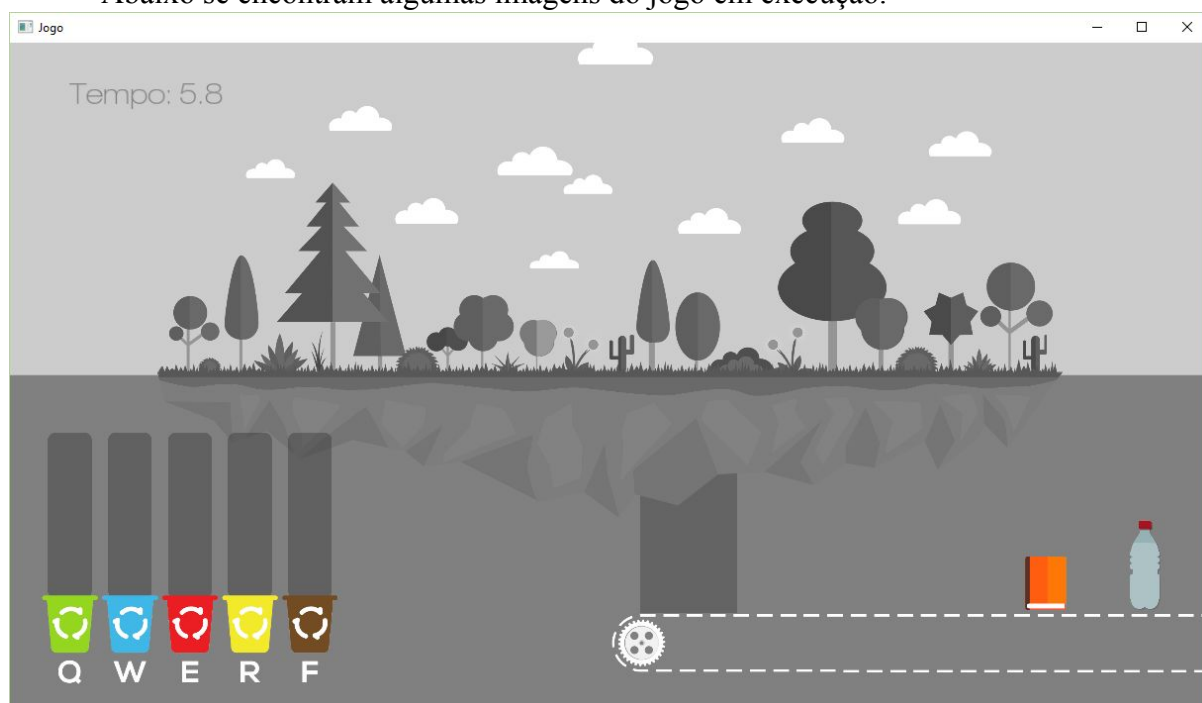 Abaixo se encontram algumas imagens do jogo em execução.
Jogo
Tempo: 5.8
Q W E R F